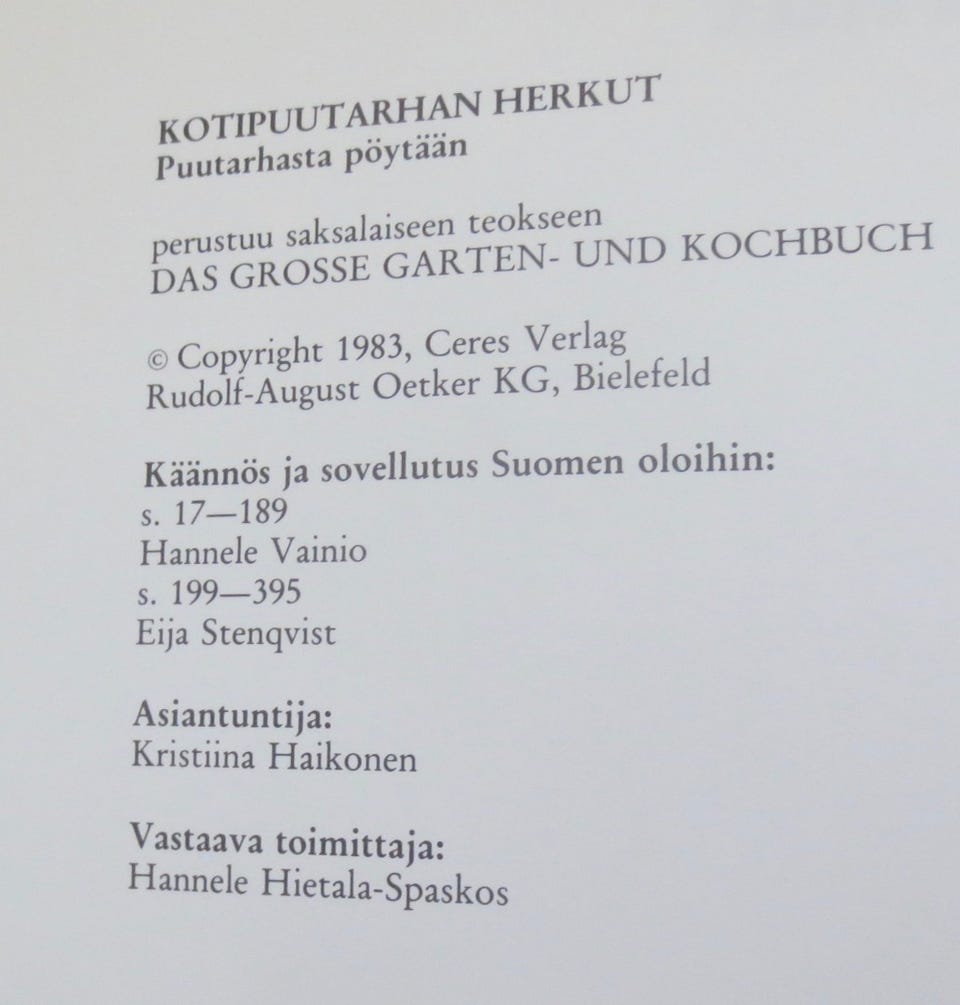 KOTIPUUTARHAN HERKUT
Puutarhasta pöytään
perustuu saksalaiseen teokseen
DAS GROSSE GARTEN- UND KOCHBUCH
© Copyright 1983, Ceres Verlag
Rudolf-August Oetker KG, Bielefeld
Käännös ja sovellutus Suomen oloihin:
s. 17—189
Hannele Vainio
s. 199—395
Eija Stenqvist
Asiantuntija:
Kristiina Haikonen
Vastaava toimittaja:
Hannele Hietala-Spaskos